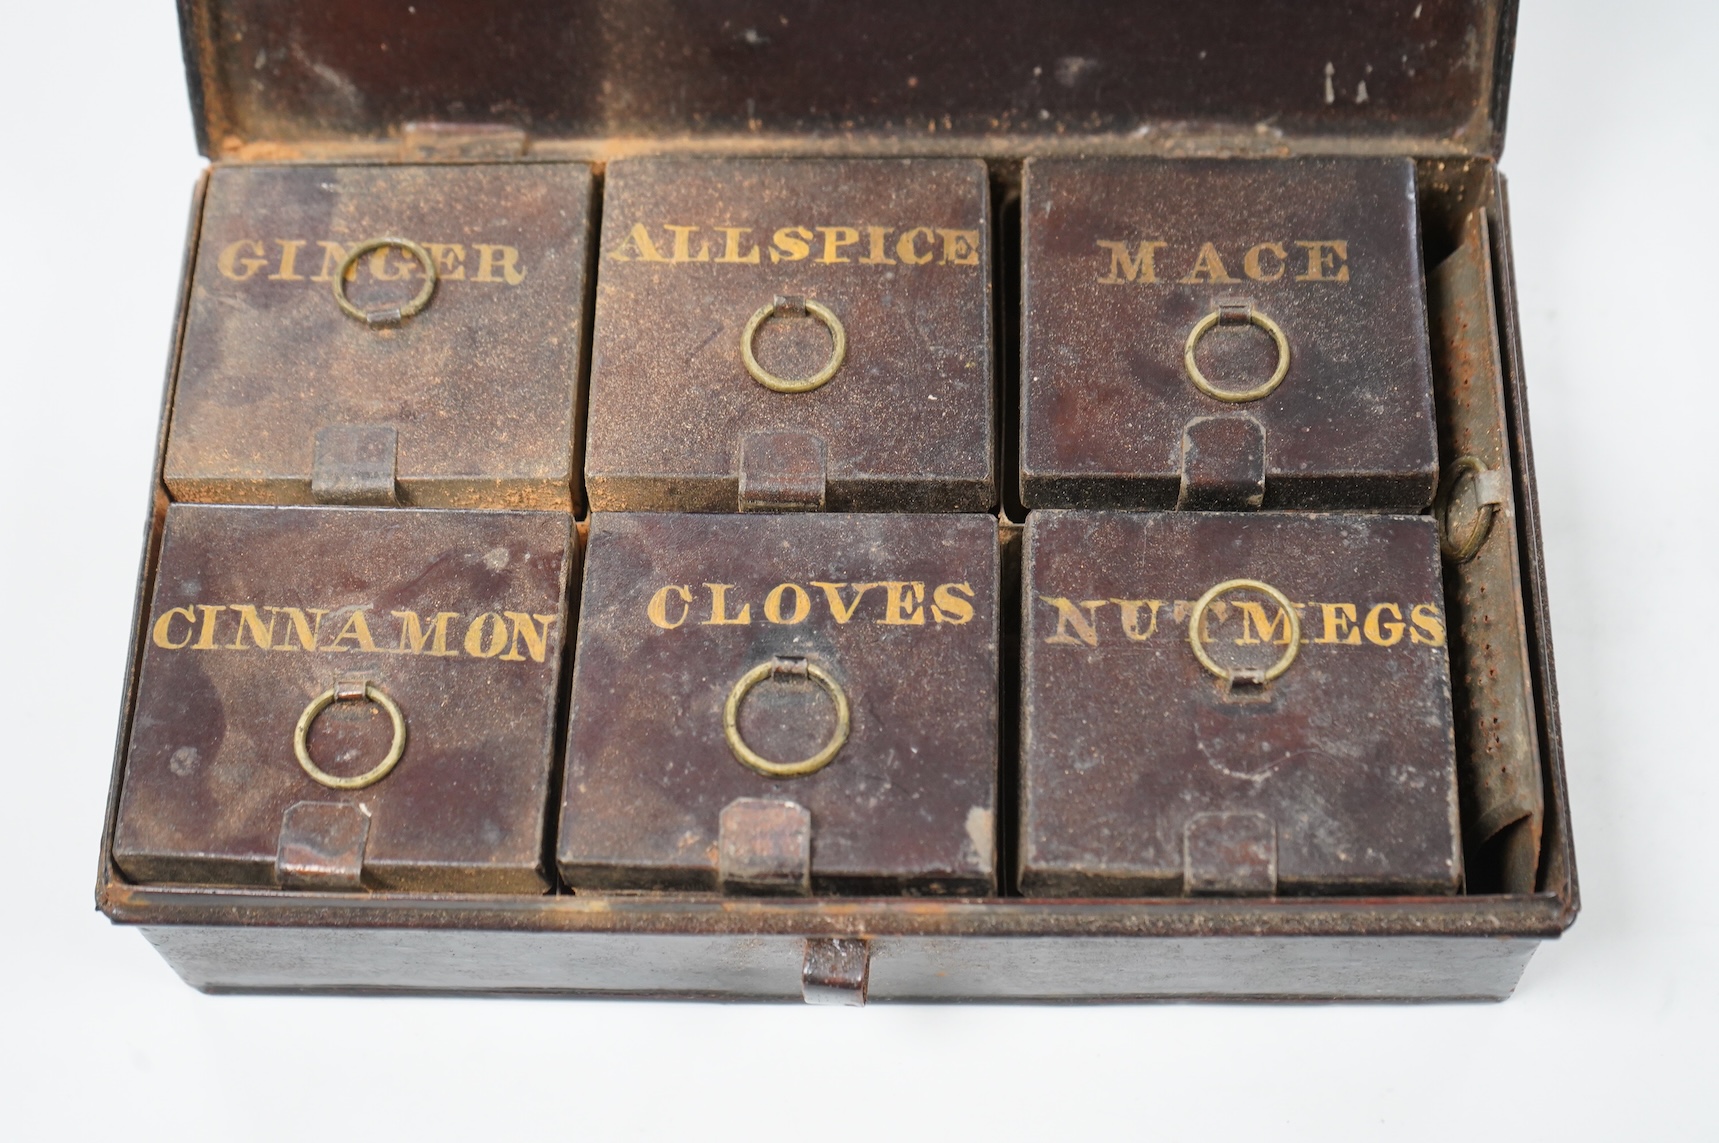 GINGER
ALLSPICE
MACE
CINNAMON
CLOVES
NUTMEGS